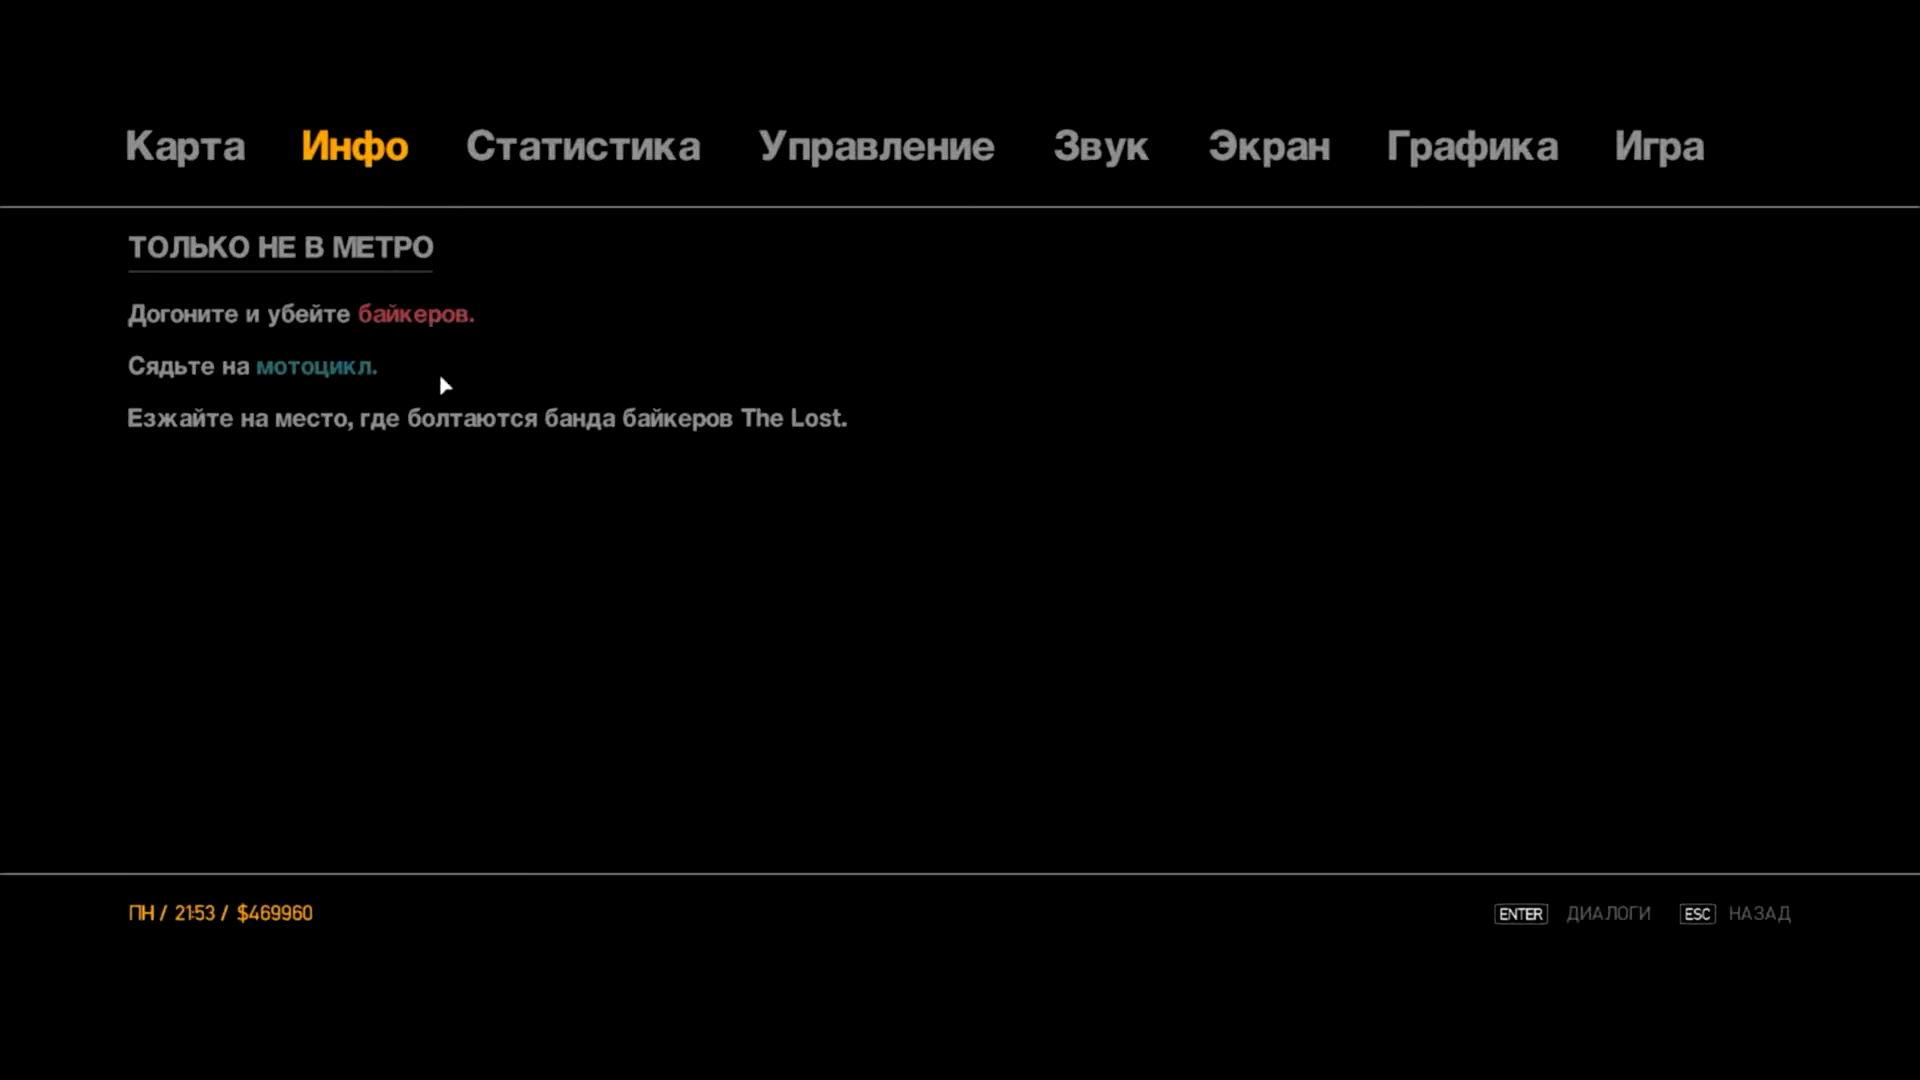 Карта Инфо Статистика Управление Звук Экран Графика Игра
ТОЛЬКО НЕ В МЕТРО
Догоните и убейте байкеров.
Сядьте на мотоцикл.
Езжайте на место, где болтаются банда байкеров The Lost.
ПН / 21:53 / $469960
ENTER ДИАЛОГИ ESC НАЗАД